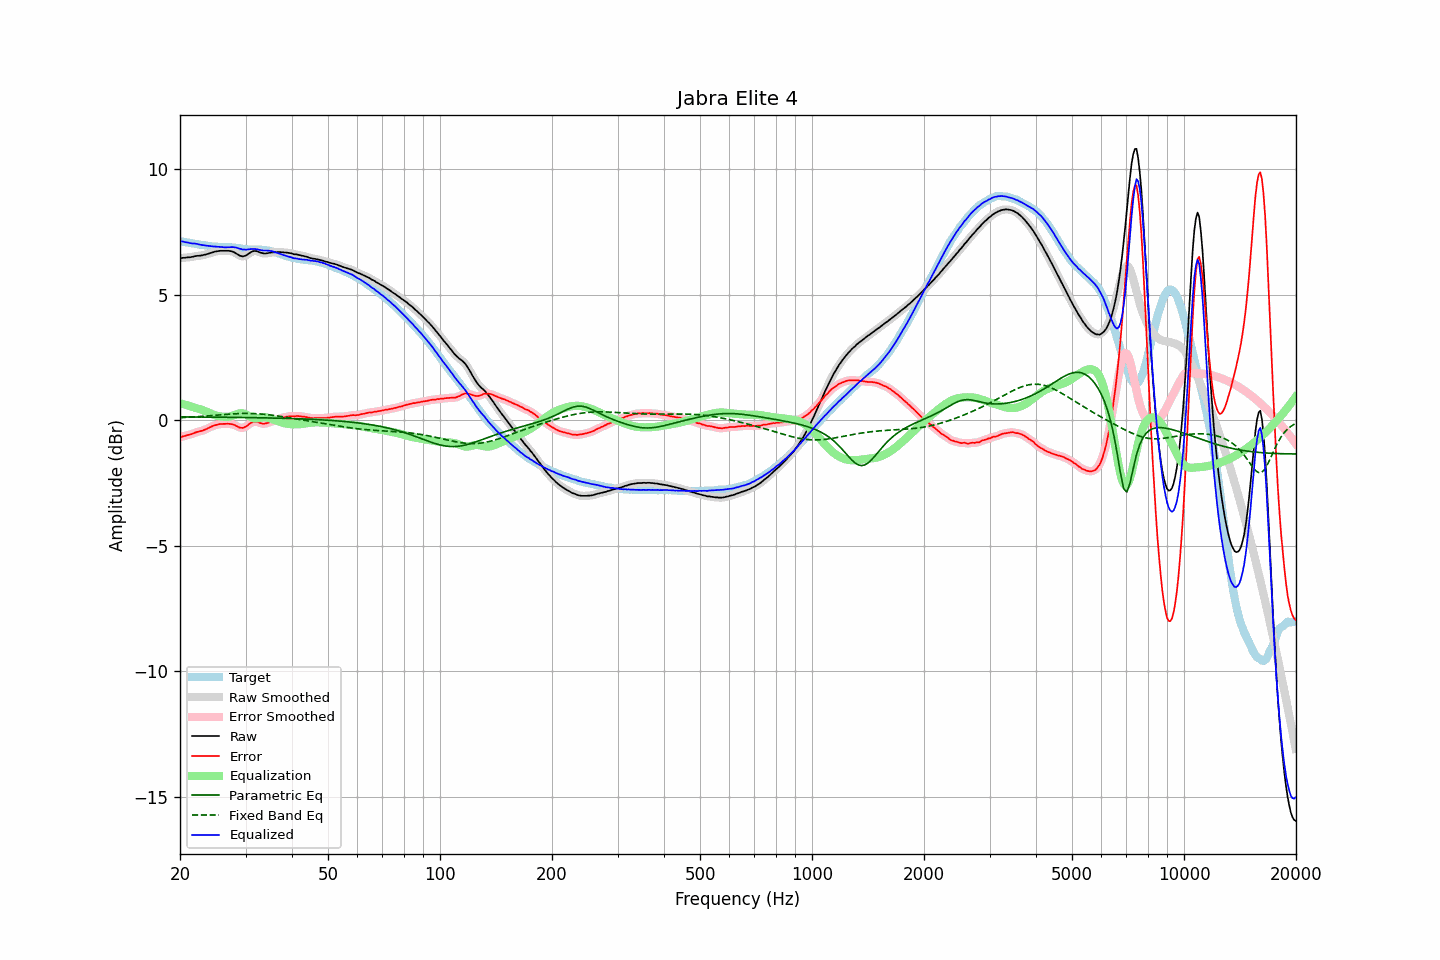 Jabra Elite 4
Amplitude (dBr)
10
5
0
−5
−10
−15
Target
Raw Smoothed
Error Smoothed
Raw
Error
Equalization
Parametric Eq
Fixed Band Eq
Equalized
20 50 100 200 500 1000 2000 5000 10000 20000
Frequency (Hz)